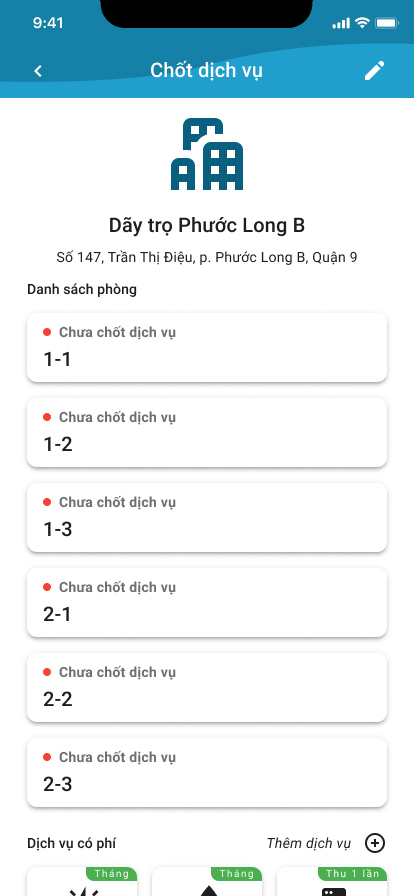 9:41
Chốt dịch vụ
Dãy trọ Phước Long B
Số 147, Trần Thị Điệu, p. Phước Long B, Quận 9
Danh sách phòng
Chưa chốt dịch vụ
1-1
Chưa chốt dịch vụ
1-2
Chưa chốt dịch vụ
1-3
Chưa chốt dịch vụ
2-1
Chưa chốt dịch vụ
2-2
Chưa chốt dịch vụ
2-3
Dịch vụ có phí Thêm dịch vụ
Tháng Tháng Thu 1 lần